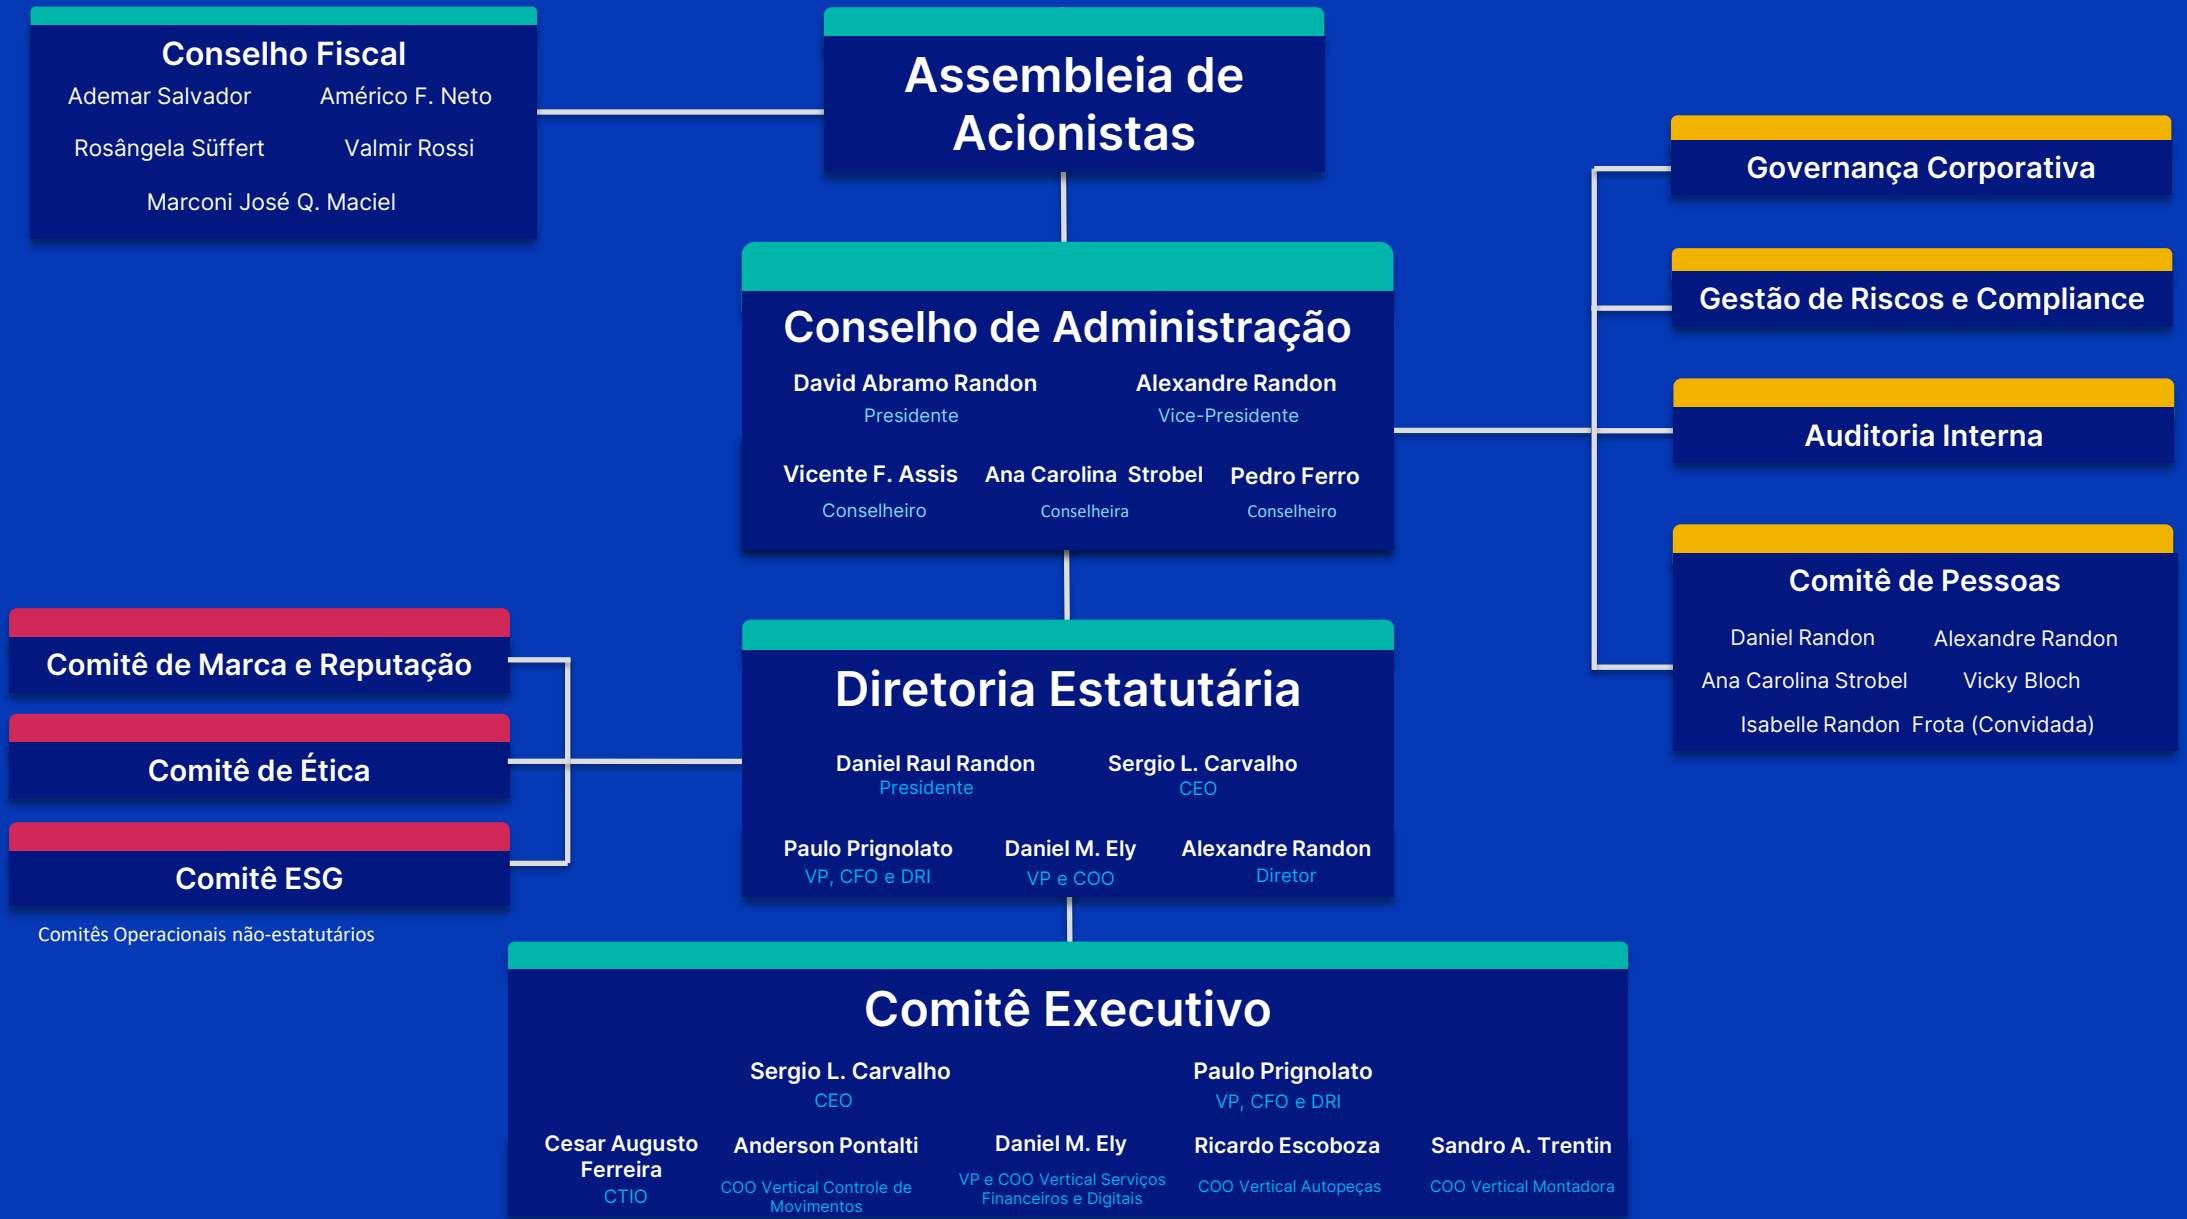 Conselho Fiscal
Ademar Salvador
Américo F. Neto
Rosângela Süffert
Valmir Rossi
Marconi José Q. Maciel
Assembleia de
Acionistas
Conselho de Administração
David Abramo Randon
Presidente
Alexandre Randon
Vice-Presidente
Vicente F. Assis
Conselheiro
Ana Carolina Strobel
Conselheira
Pedro Ferro
Conselheiro
Governança Corporativa
Gestão de Riscos e Compliance
Auditoria Interna
Comitê de Pessoas
Daniel Randon
Alexandre Randon
Ana Carolina Strobel
Vicky Bloch
Isabelle Randon Frota (Convidada)
Comitê de Marca e Reputação
Comitê de Ética
Comitê ESG
Comitês Operacionais não-estatutários
Diretoria Estatutária
Daniel Raul Randon
Presidente
Sergio L. Carvalho
CEO
Paulo Prignolato
VP, CFO e DRI
Daniel M. Ely
VP e COO
Alexandre Randon
Diretor
Comitê Executivo
Sergio L. Carvalho
CEO
Paulo Prignolato
VP, CFO e DRI
Cesar Augusto
Ferreira
CTIO
Anderson Pontalti
COO Vertical Controle de
Movimentos
Daniel M. Ely
VP e COO Vertical Serviços
Financeiros e Digitais
Ricardo Escoboza
COO Vertical Autopeças
Sandro A. Trentin
COO Vertical Montadora